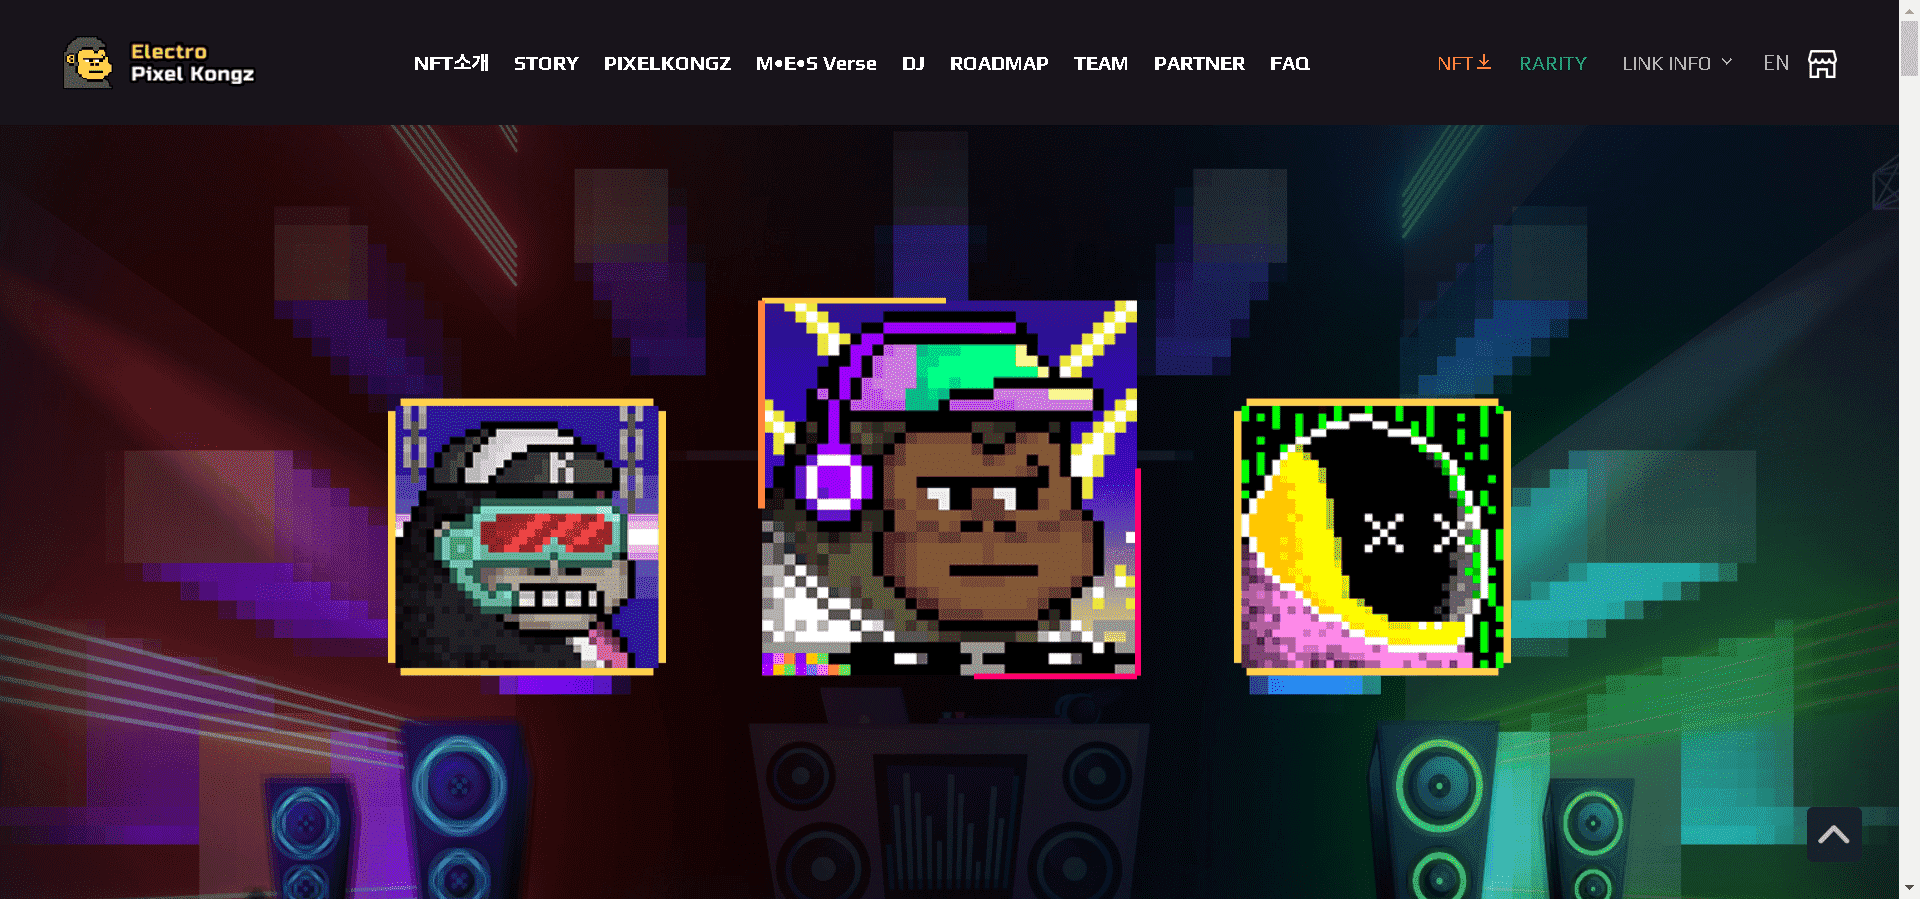 Electro
Pixel Kongz
NFT소개 STORY PIXELKONGZ M•E•S Verse DJ ROADMAP TEAM PARTNER FAQ
NFT RARITY LINK INFO EN
K